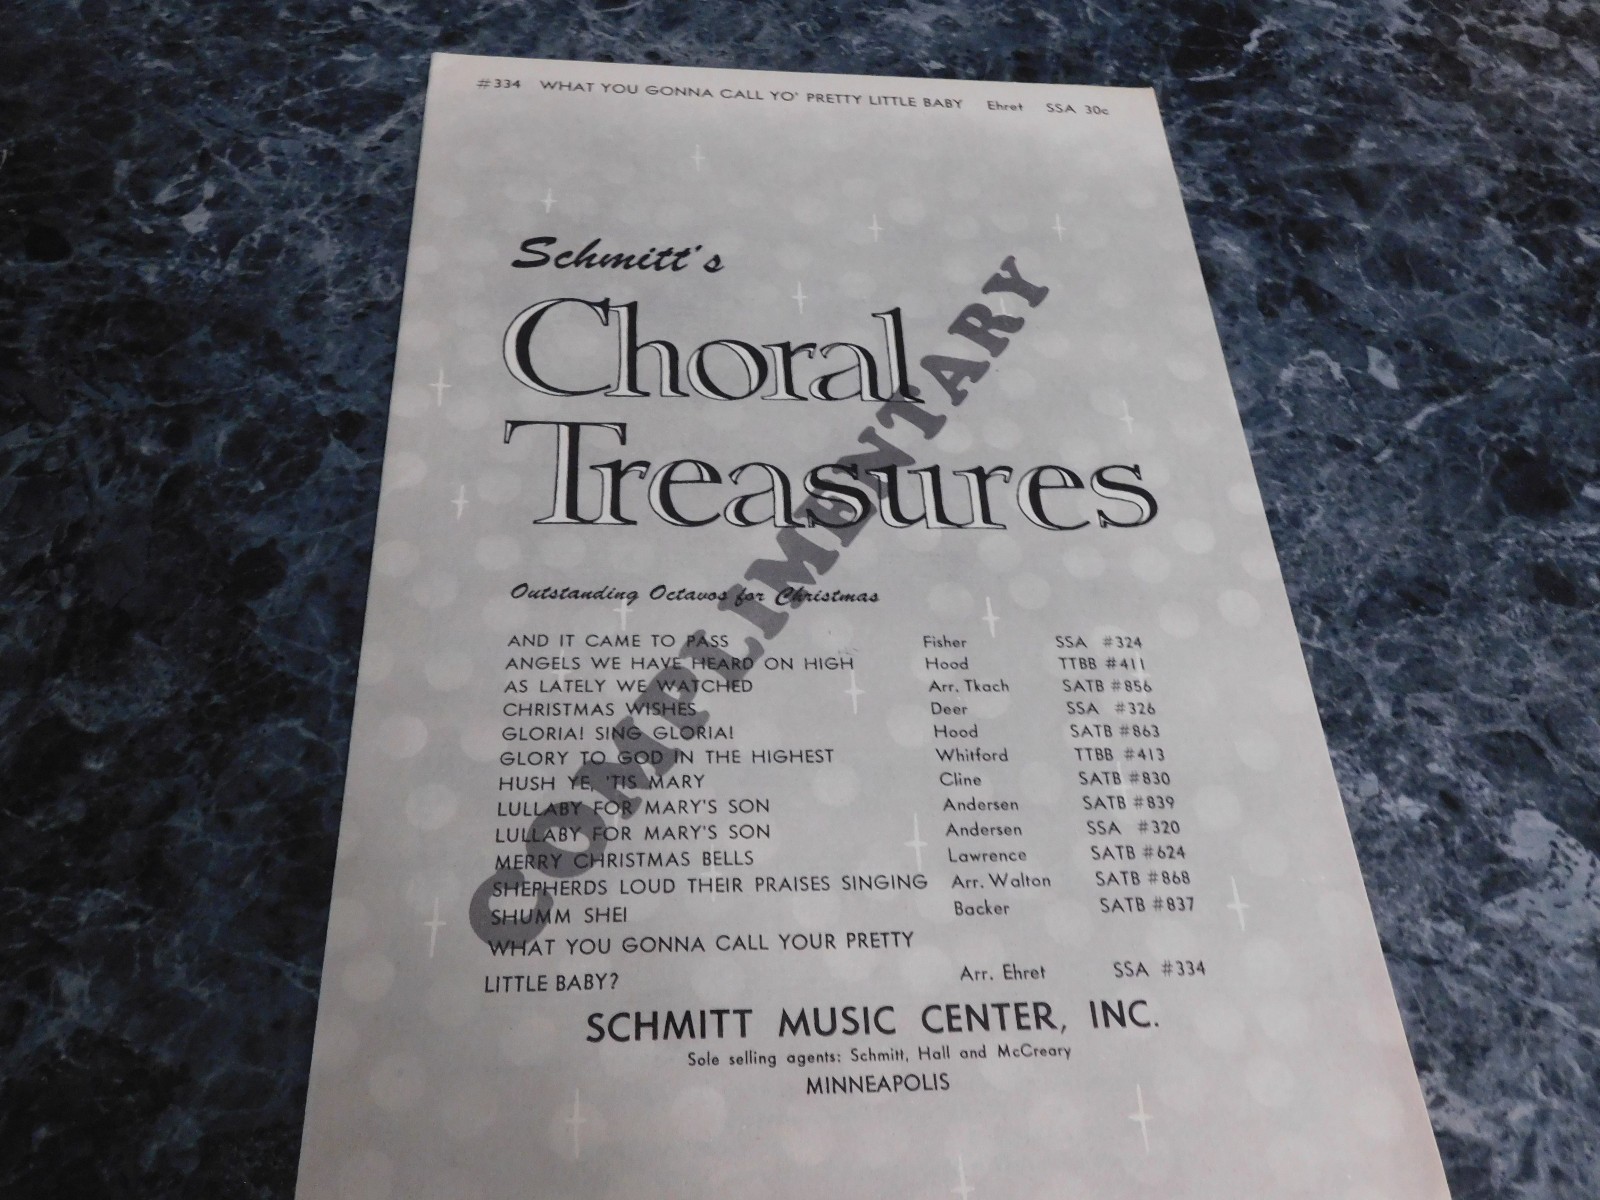 #334 WHAT YOU GONNA CALL YO' PRETTY LITTLE BABY Ehret SSA 30c
Schmitt's
Choral
Treasures
COMPLIMENTARY
Outstanding Octavos for Christmas
AND IT CAME TO PASS Fisher SSA #324
ANGELS WE HAVE HEARD ON HIGH Hood TTBB #411
AS LATELY WE WATCHED Arr. Tkach SATB #856
CHRISTMAS WISHES Deer SSA #326
GLORIA! SING GLORIA! Hood SATB #863
GLORY TO GOD IN THE HIGHEST Whitford TTBB #413
HUSH YE, 'TIS MARY Cline SATB #830
LULLABY FOR MARY'S SON Andersen SATB #839
LULLABY FOR MARY'S SON Andersen SSA #320
MERRY CHRISTMAS BELLS Lawrence SATB #624
SHEPHERDS LOUD THEIR PRAISES SINGING Arr. Walton SATB #868
SHUMM SHEI Backer SATB #837
WHAT YOU GONNA CALL YOUR PRETTY
LITTLE BABY? Arr. Ehret SSA #334
SCHMITT MUSIC CENTER, INC.
Sole selling agents: Schmitt, Hall and McCreary
MINNEAPOLIS